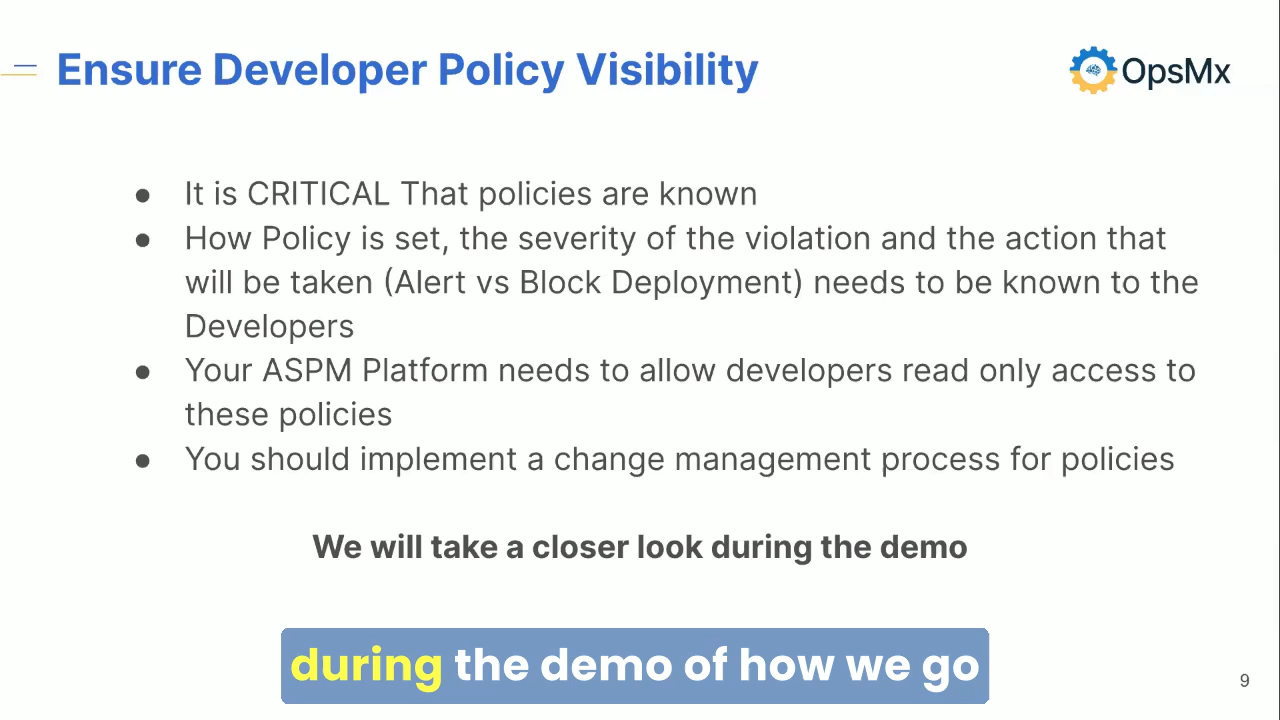 Ensure Developer Policy Visibility
OpsMx
● It is CRITICAL That policies are known
● How Policy is set, the severity of the violation and the action that
will be taken (Alert vs Block Deployment) needs to be known to the
Developers
● Your ASPM Platform needs to allow developers read only access to
these policies
● You should implement a change management process for policies
We will take a closer look during the demo
during the demo of how we go
9